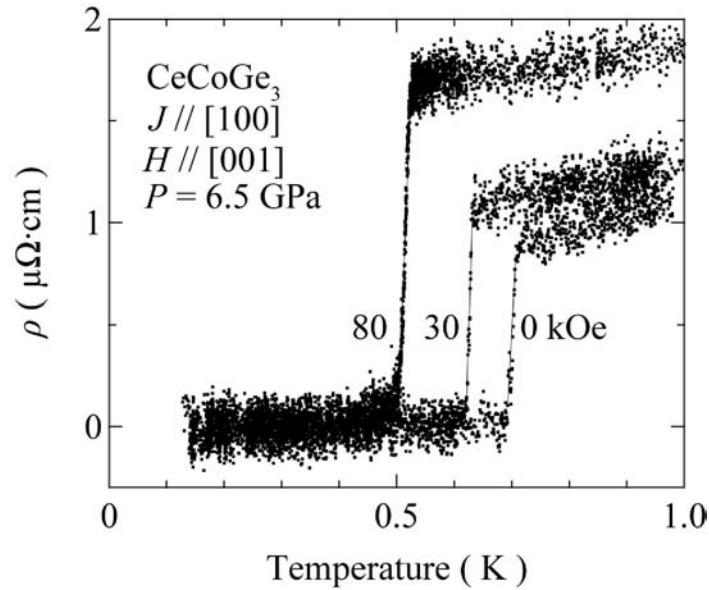 2
CeCoGe3
J // [100]
H // [001]
P = 6.5 GPa
1
ρ ( μΩ·cm )
80
30
0 kOe
0
0
0.5
1.0
Temperature ( K )